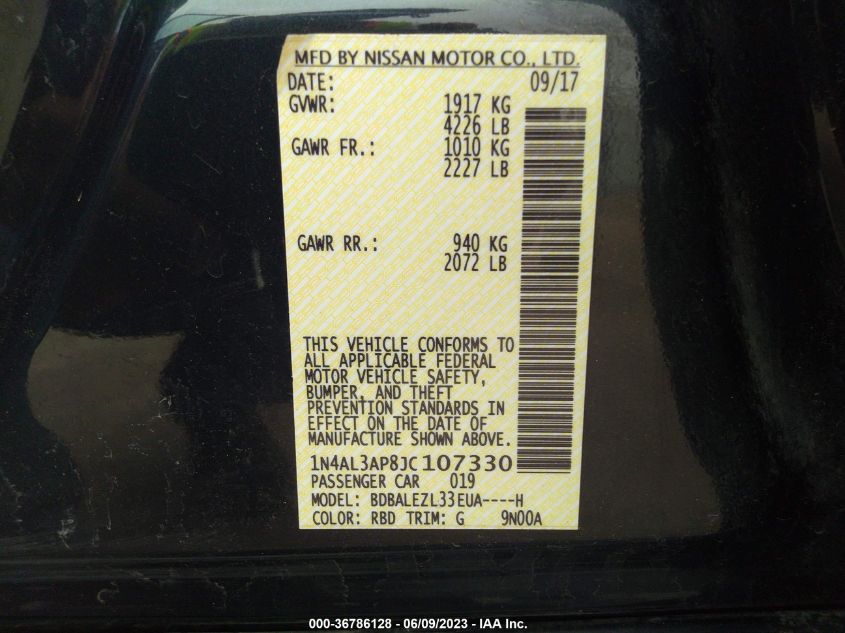 MFD BY NISSAN MOTOR CO., LTD.
DATE: 09/17
GVWR: 1917 KG
4226 LB
GAWR FR.: 1010 KG
2227 LB
GAWR RR.: 940 KG
2072 LB
THIS VEHICLE CONFORMS TO
ALL APPLICABLE FEDERAL
MOTOR VEHICLE SAFETY,
BUMPER, AND THEFT
PREVENTION STANDARDS IN
EFFECT ON THE DATE OF
MANUFACTURE SHOWN ABOVE.
1N4AL3AP8JC107330
PASSENGER CAR 019
MODEL: BDBALEZL33EUA----H
COLOR: RBD TRIM: G 9N00A
000-36786128 - 06/09/2023 - IAA Inc.